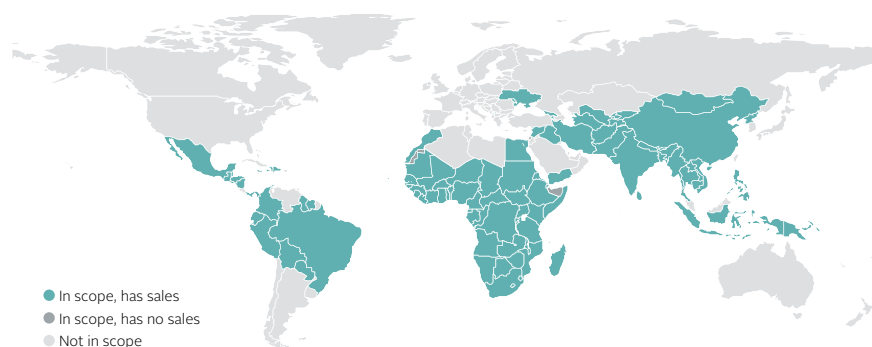 In scope, has sales
In scope, has no sales
Not in scope